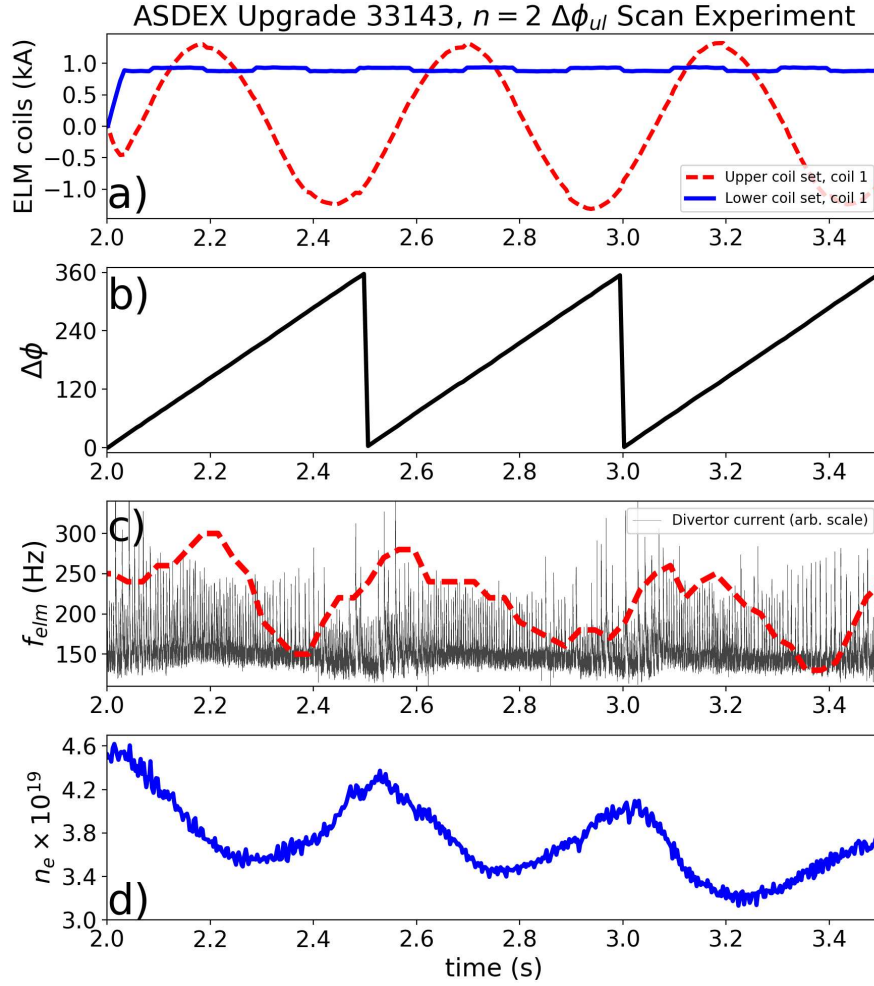 ASDEX Upgrade 33143, n = 2 Δϕ_ul Scan Experiment
ELM coils (kA)
1.0
0.5
0.0
−0.5
−1.0
a)
Upper coil set, coil 1
Lower coil set, coil 1
2.0 2.2 2.4 2.6 2.8 3.0 3.2 3.4
b)
Δϕ
360
240
120
0
2.0 2.2 2.4 2.6 2.8 3.0 3.2 3.4
c)
f_elm (Hz)
300
250
200
150
Divertor current (arb. scale)
2.0 2.2 2.4 2.6 2.8 3.0 3.2 3.4
n_e × 10^19
4.6
4.2
3.8
3.4
3.0
d)
2.0 2.2 2.4 2.6 2.8 3.0 3.2 3.4
time (s)